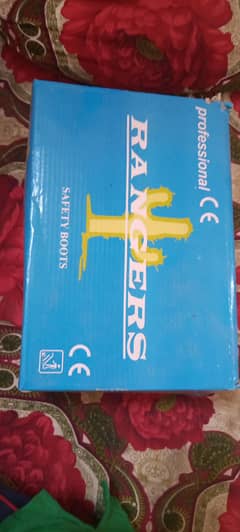 professional CE
RANGERS
SAFETY BOOTS
CE